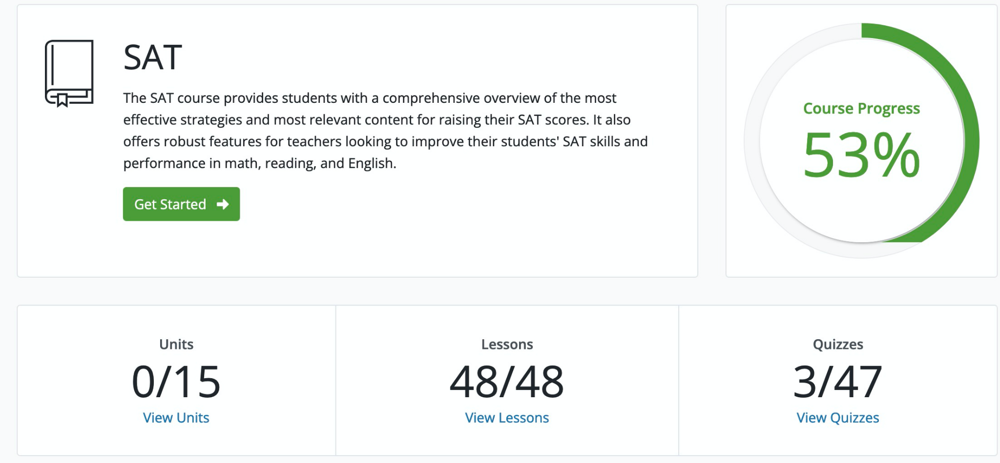 SAT
The SAT course provides students with a comprehensive overview of the most
effective strategies and most relevant content for raising their SAT scores. It also
offers robust features for teachers looking to improve their students' SAT skills and
performance in math, reading, and English.
Get Started
Course Progress
53%
Units
0/15
View Units
Lessons
48/48
View Lessons
Quizzes
3/47
View Quizzes